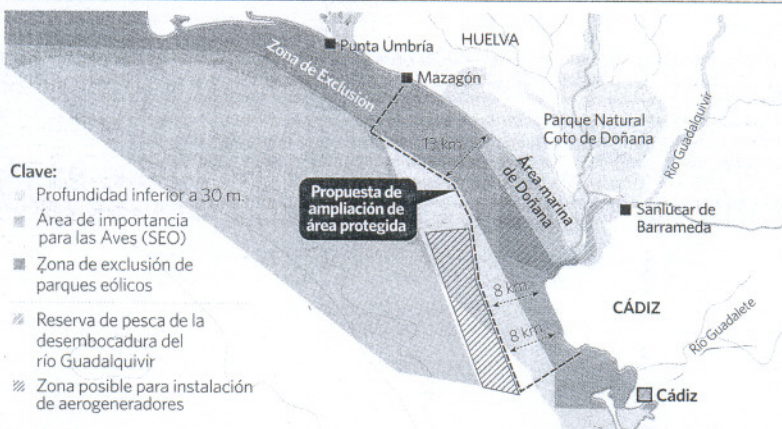 Zona de Exclusion
Punta Umbría
HUELVA
Mazagón
13 km
Parque Natural
Coto de Doñana
Río Guadalquivir
Área marina
de Doñana
Propuesta de
ampliación de
área protegida
Sanlúcar de
Barrameda
Clave:
Profundidad inferior a 30 m.
Área de importancia
para las Aves (SEO)
Zona de exclusión de
parques eólicos
Reserva de pesca de la
desembocadura del
río Guadalquivir
Zona posible para instalación
de aerogeneradores
8 km
8 km
CÁDIZ
Río Guadalete
Cádiz